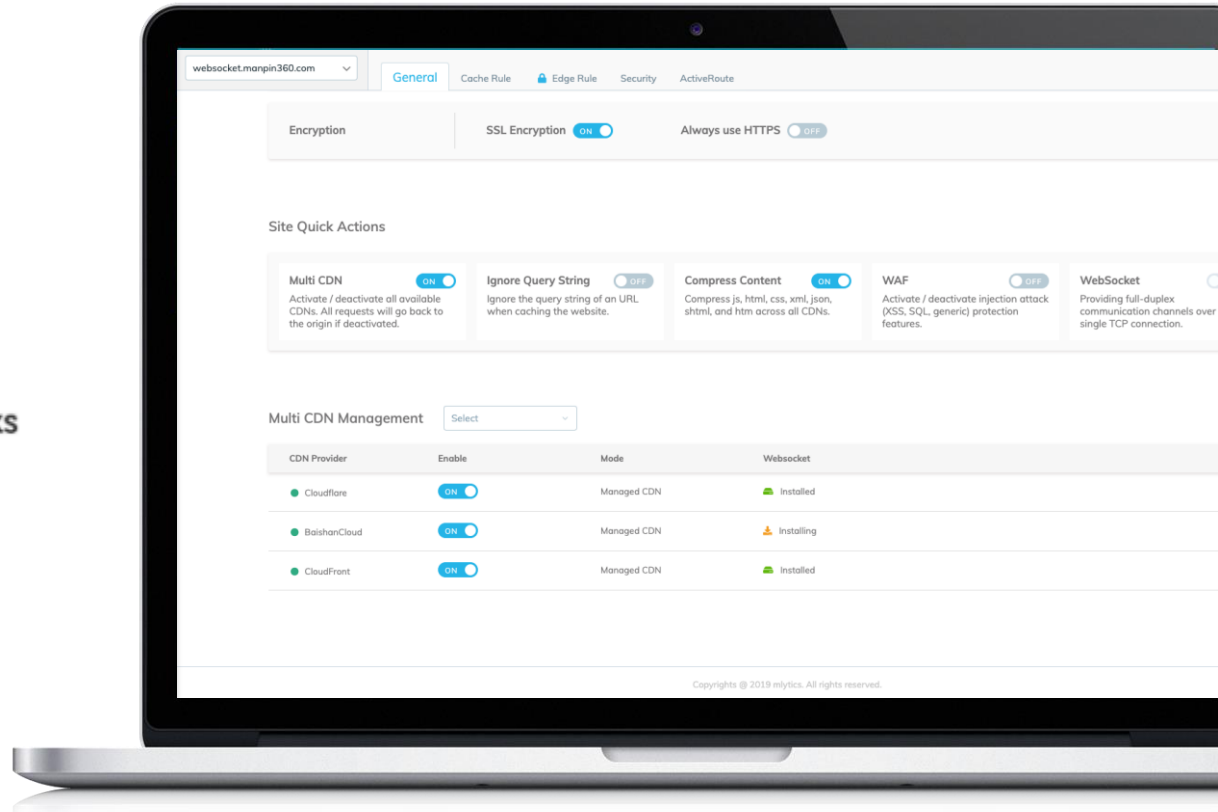 websocket.manpin360.com
General
Cache Rule
Edge Rule
Security
ActiveRoute
Encryption
SSL Encryption
ON
Always use HTTPS
OFF
Site Quick Actions
Multi CDN
ON
Activate / deactivate all available
CDNs. All requests will go back to
the origin if deactivated.
Ignore Query String
OFF
Ignore the query string of an URL
when caching the website.
Compress Content
ON
Compress js, html, css, xml, json,
shtml, and htm across all CDNs.
WAF
OFF
Activate / deactivate injection attack
(XSS, SQL, generic) protection
features.
WebSocket
Providing full-duplex
communication channels over
single TCP connection.
Multi CDN Management
Select
CDN Provider
Enable
Mode
Websocket
Cloudflare
ON
Managed CDN
Installed
BaishanCloud
ON
Managed CDN
Installing
CloudFront
ON
Managed CDN
Installed
Copyrights @ 2019 mlytics. All rights reserved.